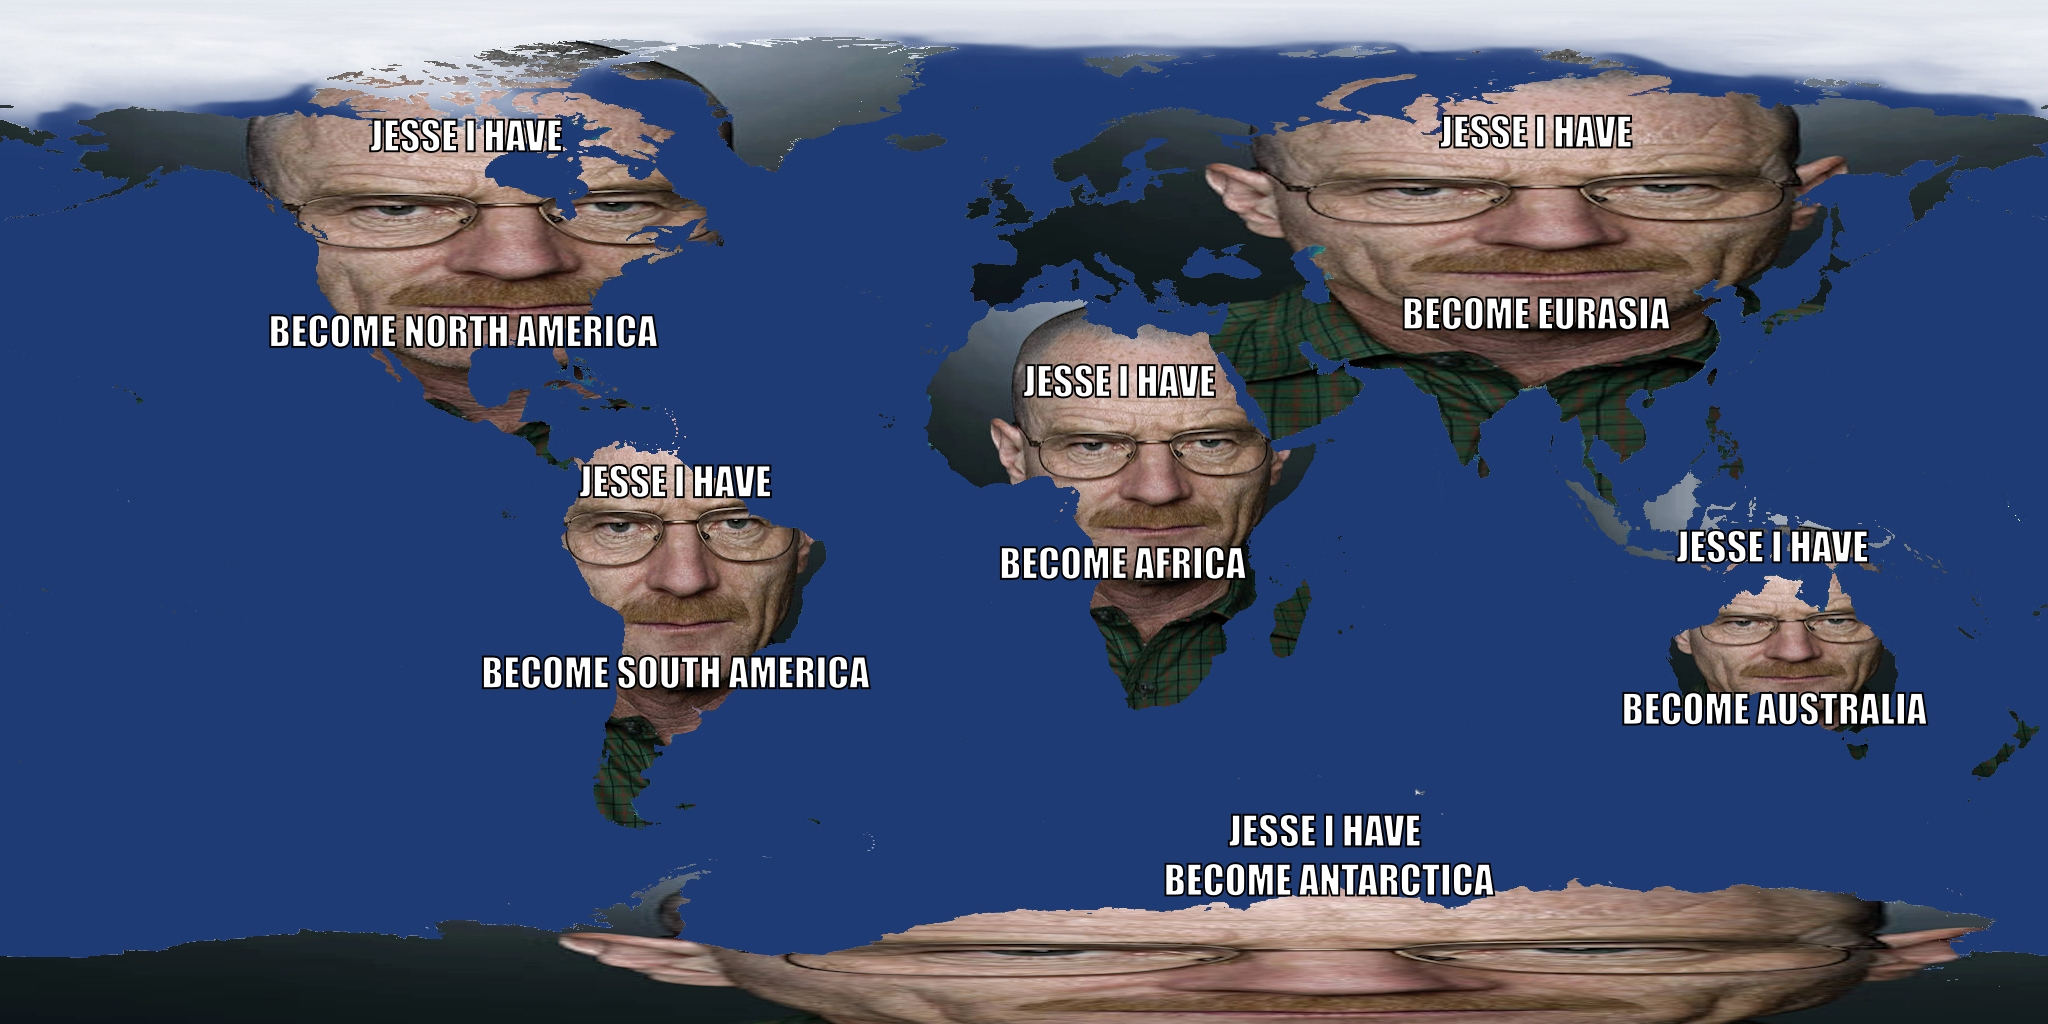 JESSE I HAVE
BECOME NORTH AMERICA
JESSE I HAVE
BECOME EURASIA
JESSE I HAVE
BECOME AFRICA
JESSE I HAVE
BECOME SOUTH AMERICA
JESSE I HAVE
BECOME AUSTRALIA
JESSE I HAVE
BECOME ANTARCTICA